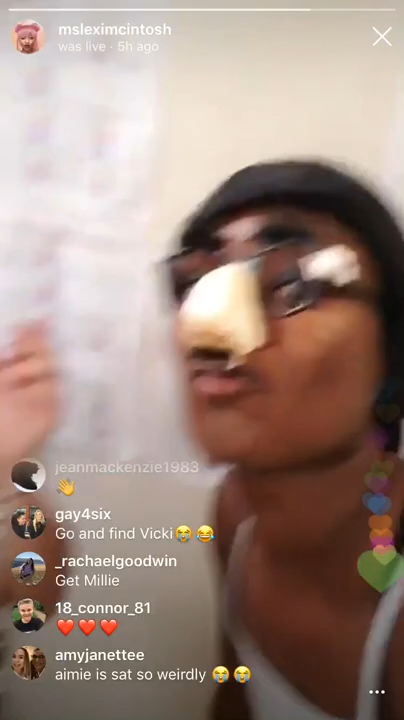 msleximcintosh
was live · 5h ago
jeanmackenzie1983
👋
gay4six
Go and find Vicki😭😂
_rachaelgoodwin
Get Millie
18_connor_81
❤️❤️❤️
amyjanettee
aimie is sat so weirdly 😭😭